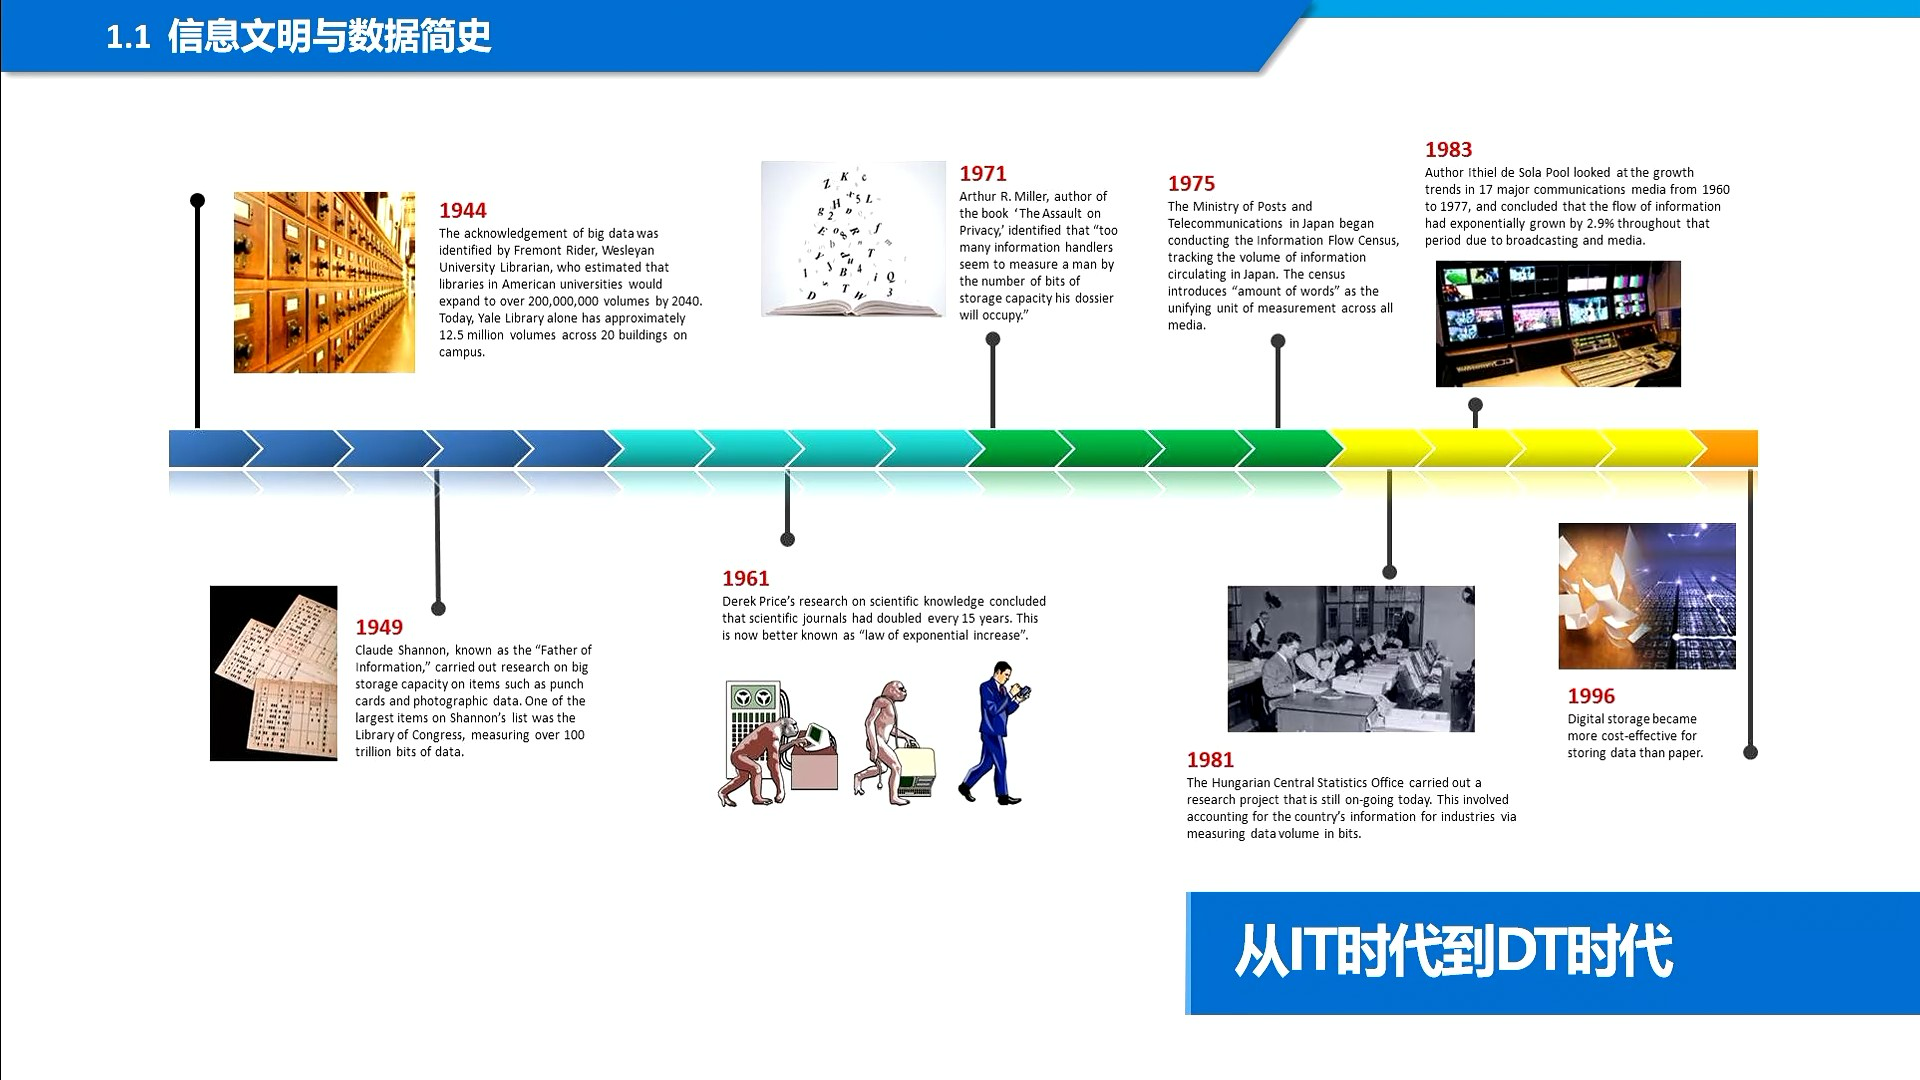 1.1 信息文明与数据简史
1944
The acknowledgement of big data was
identified by Fremont Rider, Wesleyan
University Librarian, who estimated that
libraries in American universities would
expand to over 200,000,000 volumes by 2040.
Today, Yale Library alone has approximately
12.5 million volumes across 20 buildings on
campus.
1971
Arthur R. Miller, author of
the book ‘The Assault on
Privacy,’ identified that “too
many information handlers
seem to measure a man by
the number of bits of
storage capacity his dossier
will occupy.”
1975
The Ministry of Posts and
Telecommunications in Japan began
conducting the Information Flow Census,
tracking the volume of information
circulating in Japan. The census
introduces “amount of words” as the
unifying unit of measurement across all
media.
1983
Author Ithiel de Sola Pool looked at the growth
trends in 17 major communications media from 1960
to 1977, and concluded that the flow of information
had exponentially grown by 2.9% throughout that
period due to broadcasting and media.
1949
Claude Shannon, known as the “Father of
Information,” carried out research on big
storage capacity on items such as punch
cards and photographic data. One of the
largest items on Shannon’s list was the
Library of Congress, measuring over 100
trillion bits of data.
1961
Derek Price’s research on scientific knowledge concluded
that scientific journals had doubled every 15 years. This
is now better known as “law of exponential increase”.
1981
The Hungarian Central Statistics Office carried out a
research project that is still on-going today. This involved
accounting for the country’s information for industries via
measuring data volume in bits.
1996
Digital storage became
more cost-effective for
storing data than paper.
从IT时代到DT时代